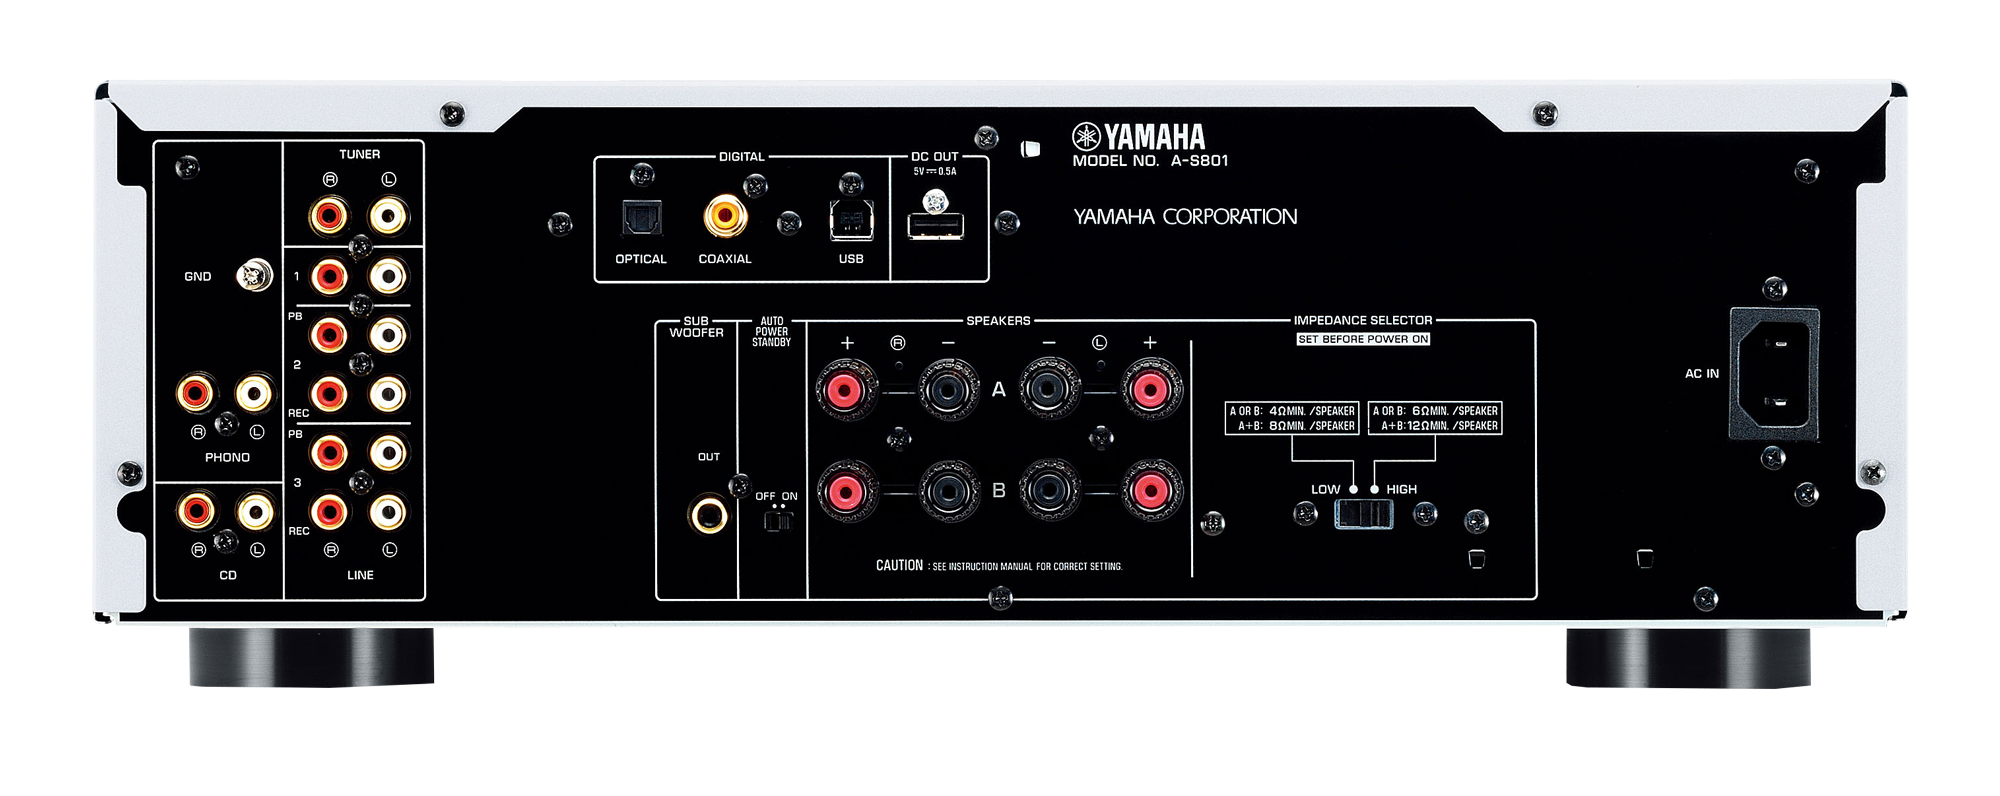 YAMAHA
MODEL NO. A-S801
YAMAHA CORPORATION
TUNER
R L
GND
1
PB
2
REC
PB
3
REC
R L
LINE
R L
PHONO
R L
CD
DIGITAL
OPTICAL
COAXIAL
USB
DC OUT
5V ⎓ 0.5A
SUB
WOOFER
OUT
AUTO
POWER
STANDBY
OFF ON
SPEAKERS
+ R − − L +
A
B
CAUTION : SEE INSTRUCTION MANUAL FOR CORRECT SETTING.
IMPEDANCE SELECTOR
SET BEFORE POWER ON
A OR B: 4ΩMIN. /SPEAKER
A+B: 8ΩMIN. /SPEAKER
A OR B: 6ΩMIN. /SPEAKER
A+B:12ΩMIN. /SPEAKER
LOW HIGH
AC IN